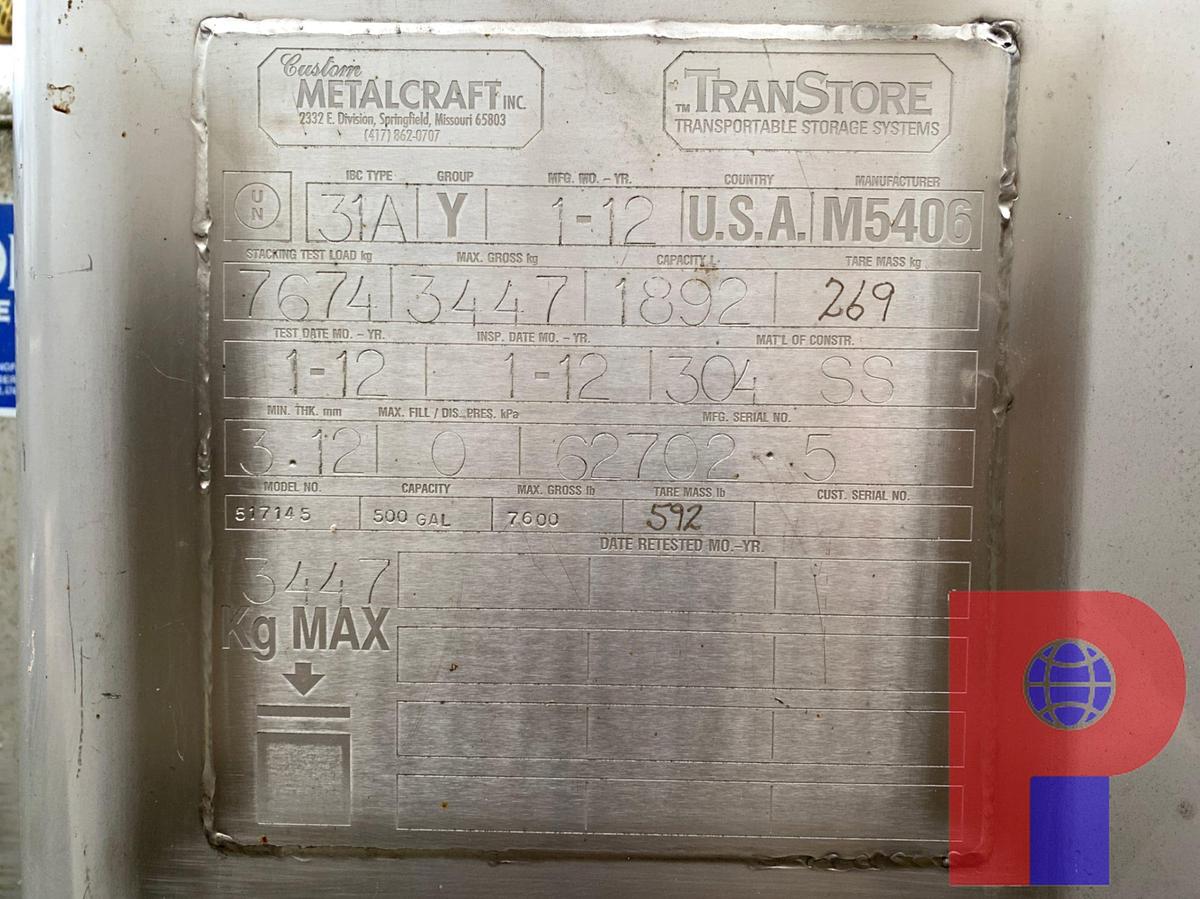 Custom
METALCRAFT INC.
2332 E. Division, Springfield, Missouri 65803
(417) 862-0707
™ TRANSTORE
TRANSPORTABLE STORAGE SYSTEMS
IBC TYPE GROUP MFG. MO. - YR. COUNTRY MANUFACTURER
UN 31A Y 1-12 U.S.A. M5406
STACKING TEST LOAD kg MAX. GROSS kg CAPACITY L TARE MASS kg
7674 3447 1892 269
TEST DATE MO. - YR. INSP. DATE MO. - YR. MAT'L OF CONSTR.
1-12 1-12 304 SS
MIN. THK. mm MAX. FILL / DIS. PRES. kPa MFG. SERIAL NO.
3.12 0 62702 - 5
MODEL NO. CAPACITY MAX. GROSS lb TARE MASS lb CUST. SERIAL NO.
517145 500 GAL 7600 592
DATE RETESTED MO.-YR.
3447
Kg MAX